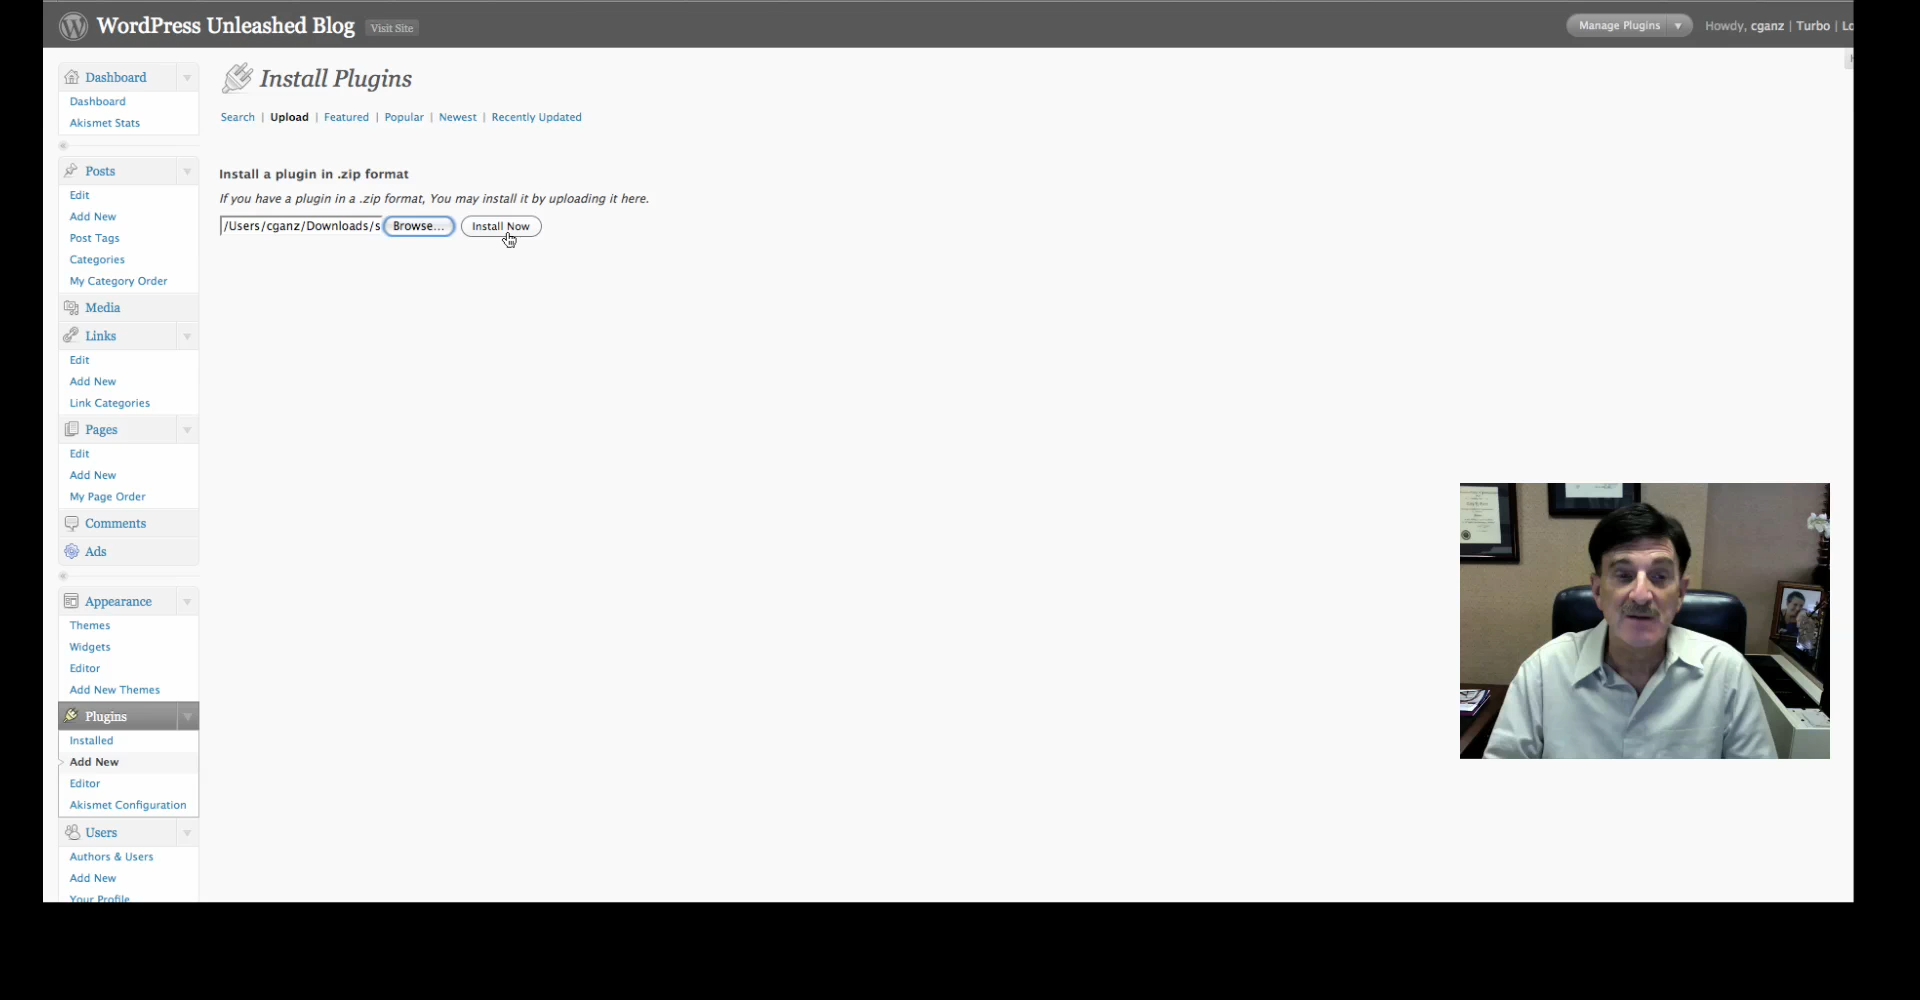 WordPress Unleashed Blog Visit Site
Manage Plugins
Howdy, cganz | Turbo |
Dashboard
Dashboard
Akismet Stats
Posts
Edit
Add New
Post Tags
Categories
My Category Order
Media
Links
Edit
Add New
Link Categories
Pages
Edit
Add New
My Page Order
Comments
Ads
Appearance
Themes
Widgets
Editor
Add New Themes
Plugins
Installed
Add New
Editor
Akismet Configuration
Users
Authors & Users
Add New
Your Profile
Install Plugins
Search | Upload | Featured | Popular | Newest | Recently Updated
Install a plugin in .zip format
If you have a plugin in a .zip format, You may install it by uploading it here.
/Users/cganz/Downloads/s Browse... Install Now